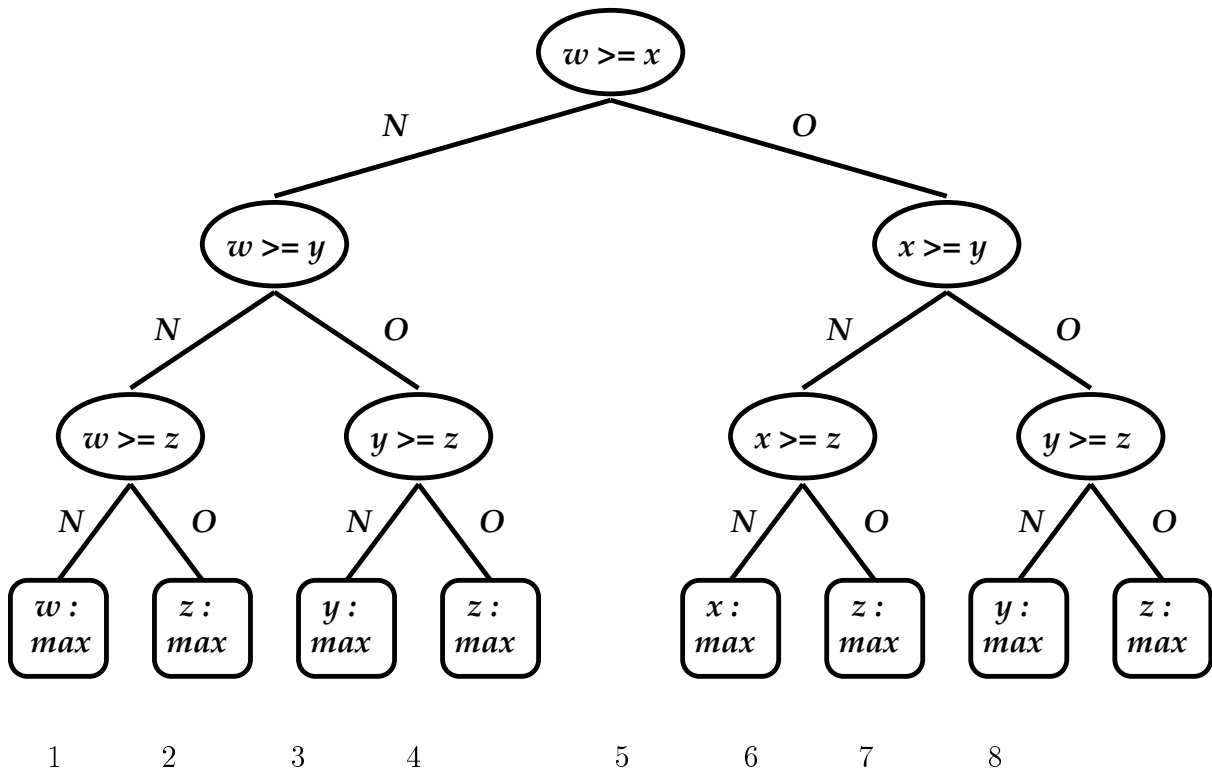 w >= x
N O
w >= y x >= y
N O N O
w >= z y >= z x >= z y >= z
N O N O N O N O
w : z : y : z : x : z : y : z :
max max max max max max max max
1 2 3 4 5 6 7 8